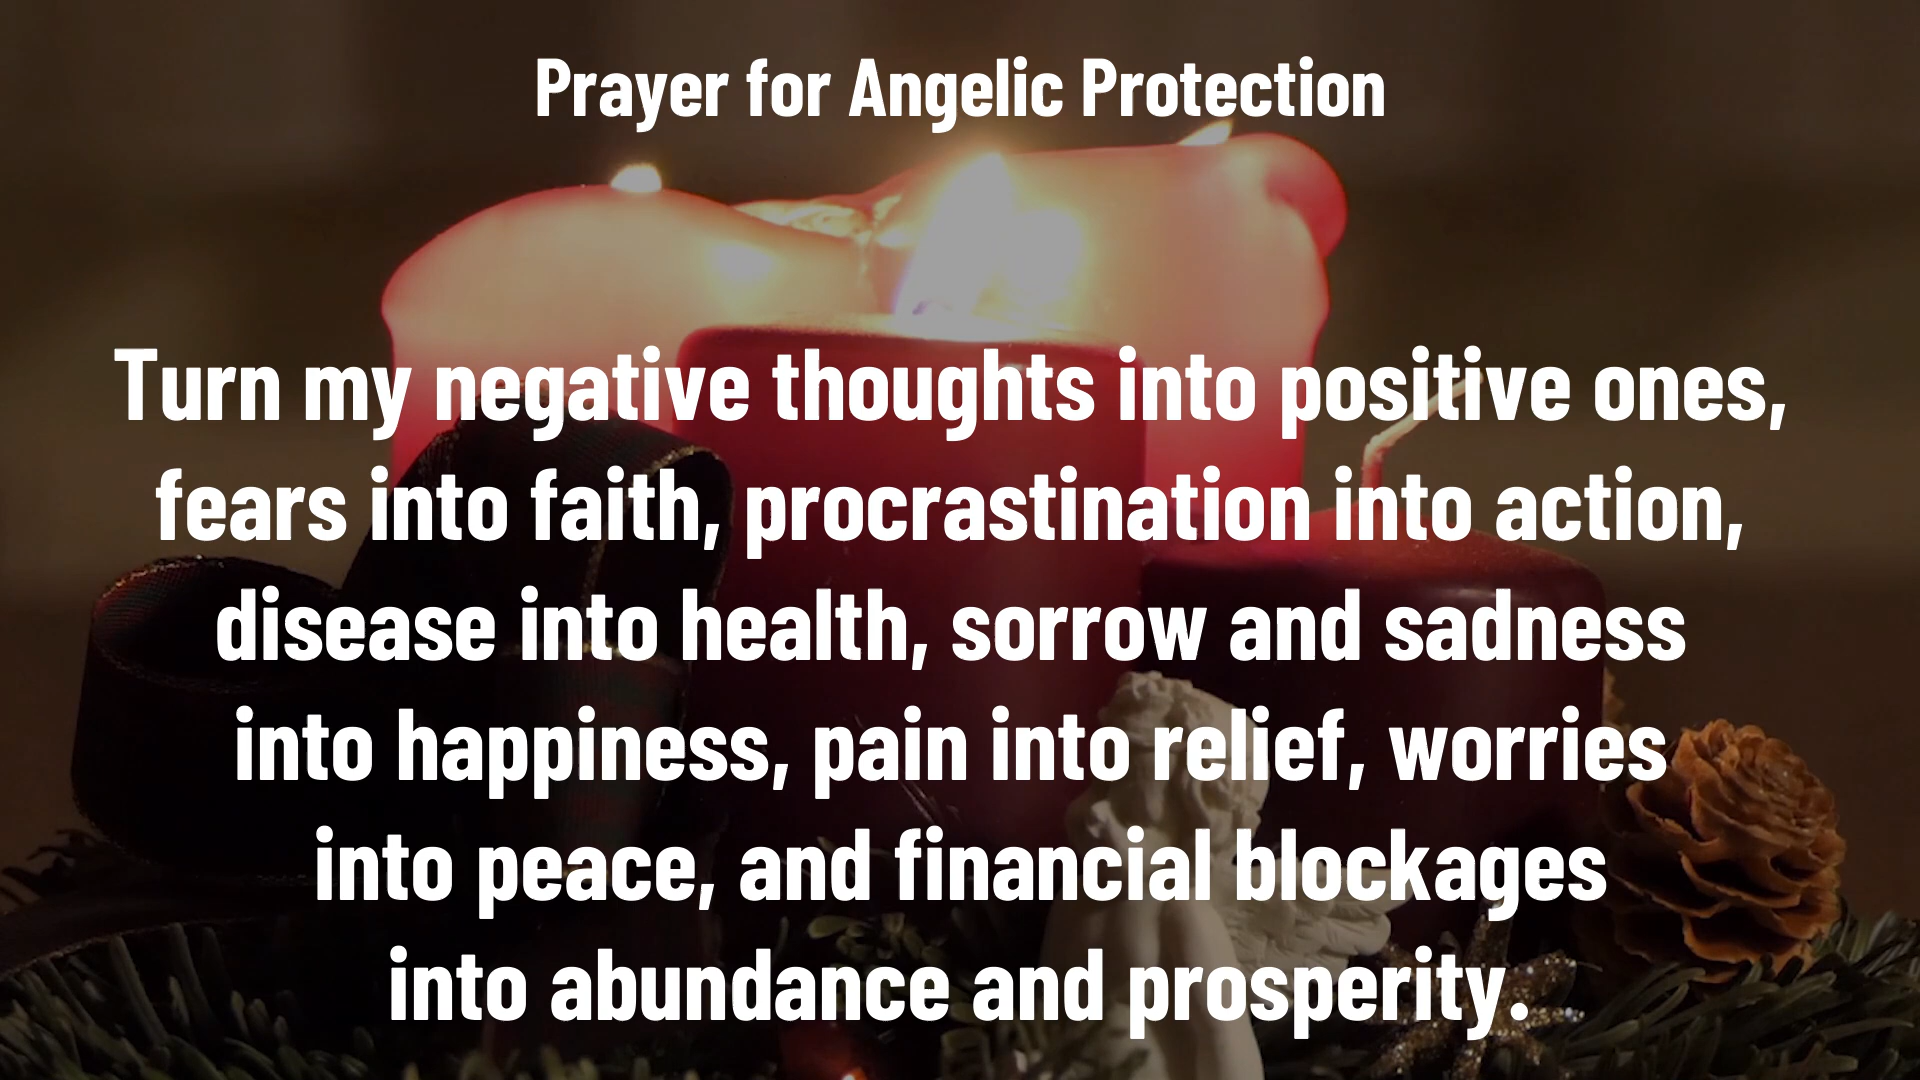 Prayer for Angelic Protection
Turn my negative thoughts into positive ones,
fears into faith, procrastination into action,
disease into health, sorrow and sadness
into happiness, pain into relief, worries
into peace, and financial blockages
into abundance and prosperity.